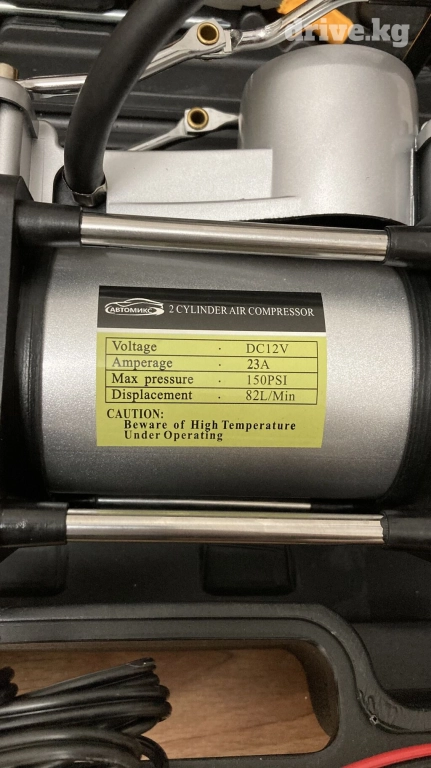 drive.kg
АВТОМИКС 2 CYLINDER AIR COMPRESSOR
Voltage . DC12V
Amperage . 23A
Max pressure . 150PSI
Displacement . 82L/Min
CAUTION:
Beware of High Temperature
Under Operating